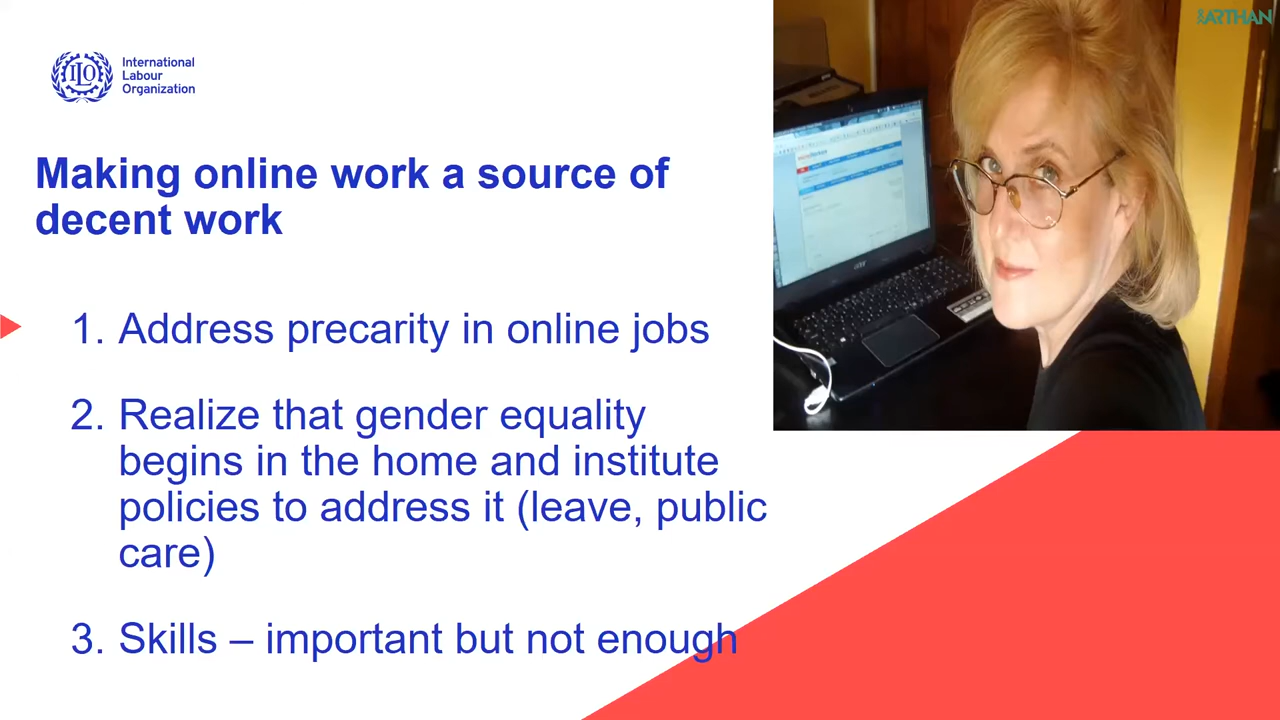 ARTHAN
ILO
International
Labour
Organization
Making online work a source of
decent work
1. Address precarity in online jobs
2. Realize that gender equality
begins in the home and institute
policies to address it (leave, public
care)
3. Skills – important but not enough
acer